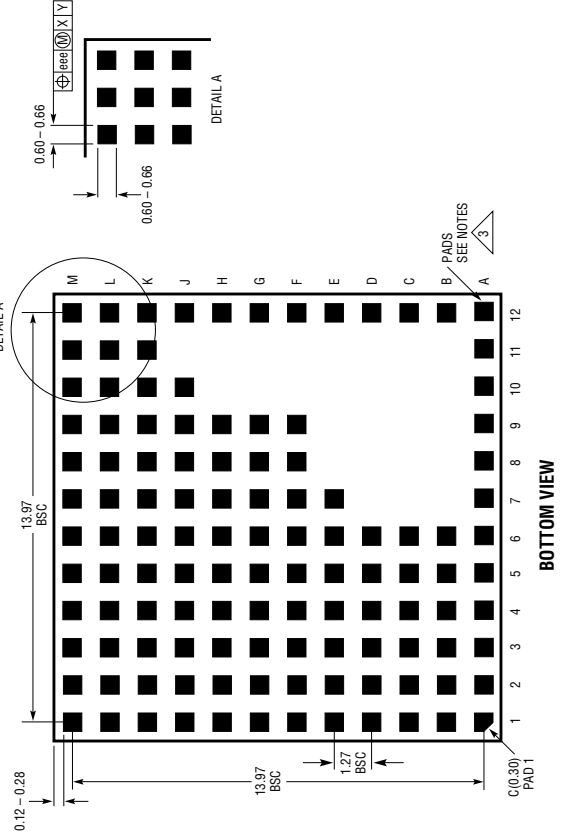 DETAIL A
13.97
BSC
0.12 – 0.28
13.97
BSC
1.27
BSC
C(0.30)
PAD 1
M
L
K
J
H
G
F
E
D
C
B
A
PADS
SEE NOTES
3
1 2 3 4 5 6 7 8 9 10 11 12
BOTTOM VIEW
0.60 – 0.66
0.60 – 0.66
⌖ eee Ⓜ X Y
DETAIL A